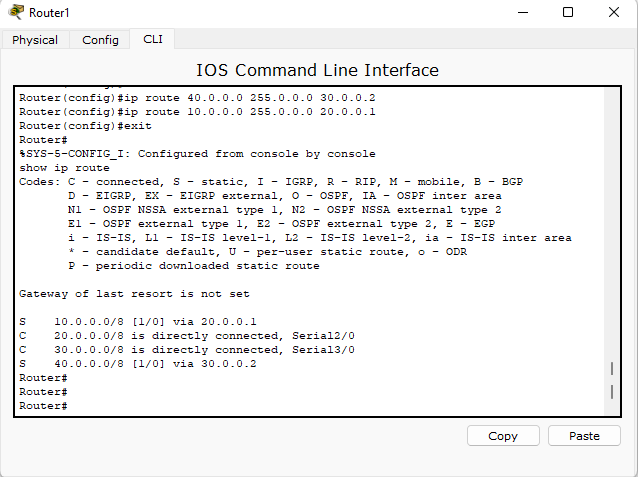 Router1
Physical Config CLI
IOS Command Line Interface
Router(config)#ip route 40.0.0.0 255.0.0.0 30.0.0.2
Router(config)#ip route 10.0.0.0 255.0.0.0 20.0.0.1
Router(config)#exit
Router#
%SYS-5-CONFIG_I: Configured from console by console
show ip route
Codes: C - connected, S - static, I - IGRP, R - RIP, M - mobile, B - BGP
D - EIGRP, EX - EIGRP external, O - OSPF, IA - OSPF inter area
N1 - OSPF NSSA external type 1, N2 - OSPF NSSA external type 2
E1 - OSPF external type 1, E2 - OSPF external type 2, E - EGP
i - IS-IS, L1 - IS-IS level-1, L2 - IS-IS level-2, ia - IS-IS inter area
* - candidate default, U - per-user static route, o - ODR
P - periodic downloaded static route
Gateway of last resort is not set
S 10.0.0.0/8 [1/0] via 20.0.0.1
C 20.0.0.0/8 is directly connected, Serial2/0
C 30.0.0.0/8 is directly connected, Serial3/0
S 40.0.0.0/8 [1/0] via 30.0.0.2
Router#
Router#
Router#
Copy Paste